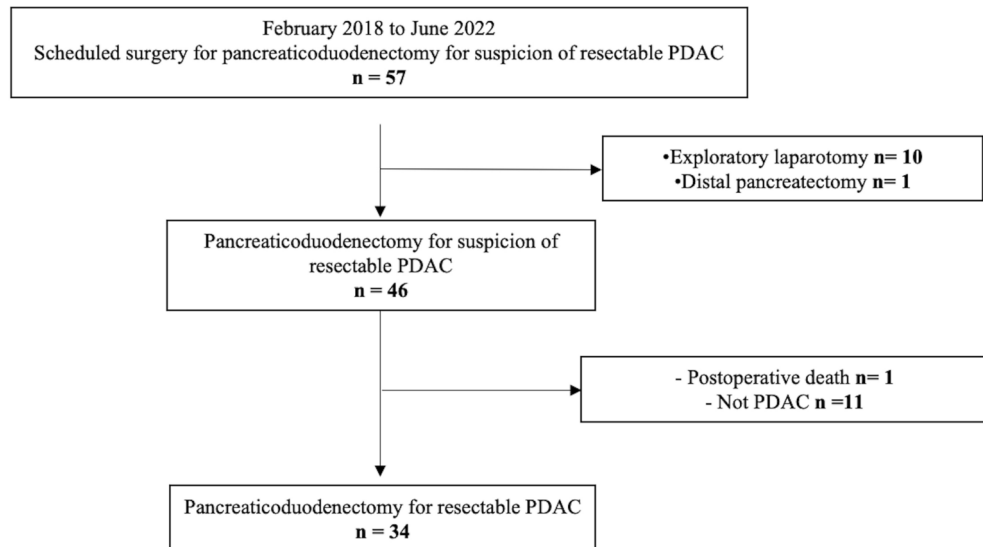 February 2018 to June 2022
Scheduled surgery for pancreaticoduodenectomy for suspicion of resectable PDAC
n = 57
•Exploratory laparotomy n= 10
•Distal pancreatectomy n= 1
Pancreaticoduodenectomy for suspicion of
resectable PDAC
n = 46
- Postoperative death n= 1
- Not PDAC n =11
Pancreaticoduodenectomy for resectable PDAC
n = 34